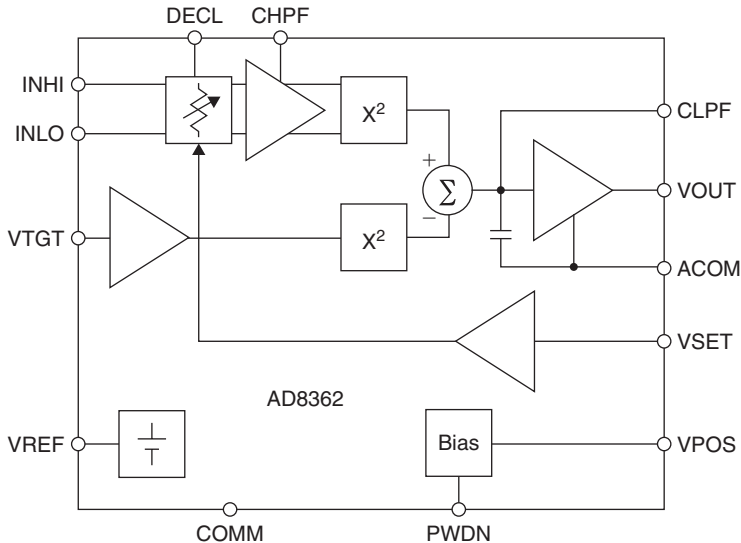 DECL CHPF
INHI
CLPF
X²
INLO
+
Σ
VOUT
−
VTGT
X²
ACOM
VSET
AD8362
VREF
Bias
VPOS
COMM
PWDN